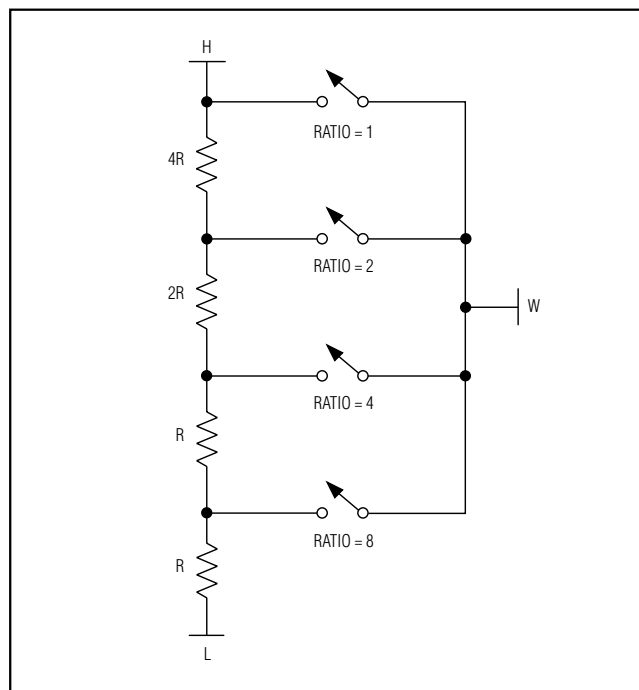 H
RATIO = 1
4R
RATIO = 2
2R
W
RATIO = 4
R
RATIO = 8
R
L